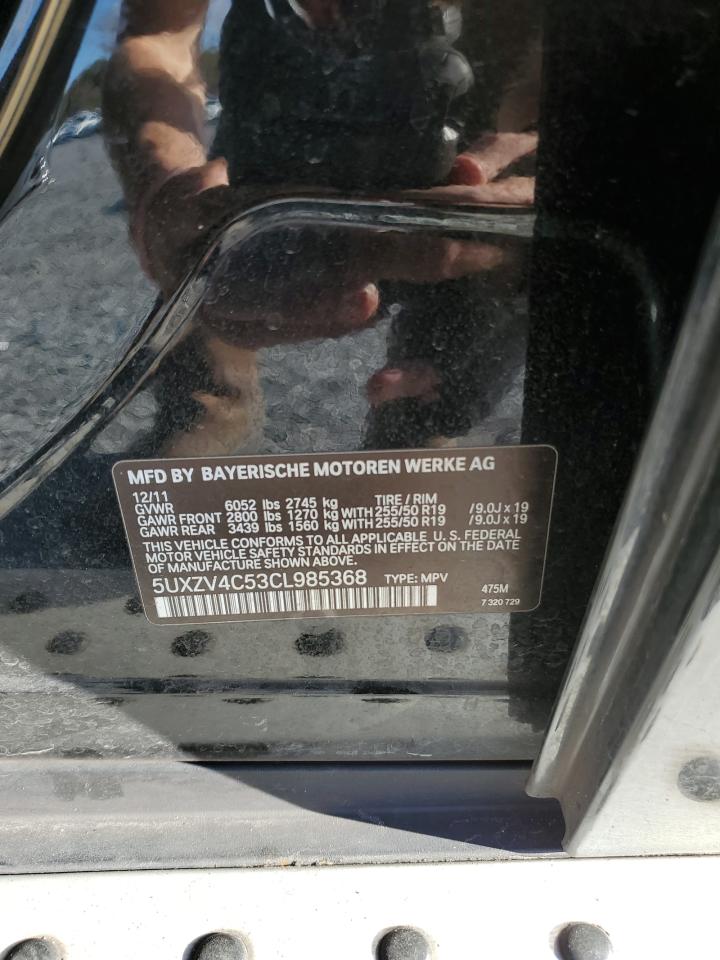 MFD BY BAYERISCHE MOTOREN WERKE AG
12/11 TIRE / RIM
GVWR 6052 lbs 2745 kg
GAWR FRONT 2800 lbs 1270 kg WITH 255/50 R19 /9.0J x 19
GAWR REAR 3439 lbs 1560 kg WITH 255/50 R19 /9.0J x 19
THIS VEHICLE CONFORMS TO ALL APPLICABLE U.S. FEDERAL
MOTOR VEHICLE SAFETY STANDARDS IN EFFECT ON THE DATE
OF MANUFACTURE SHOWN ABOVE.
5UXZV4C53CL985368 TYPE: MPV 475M
7 320 729